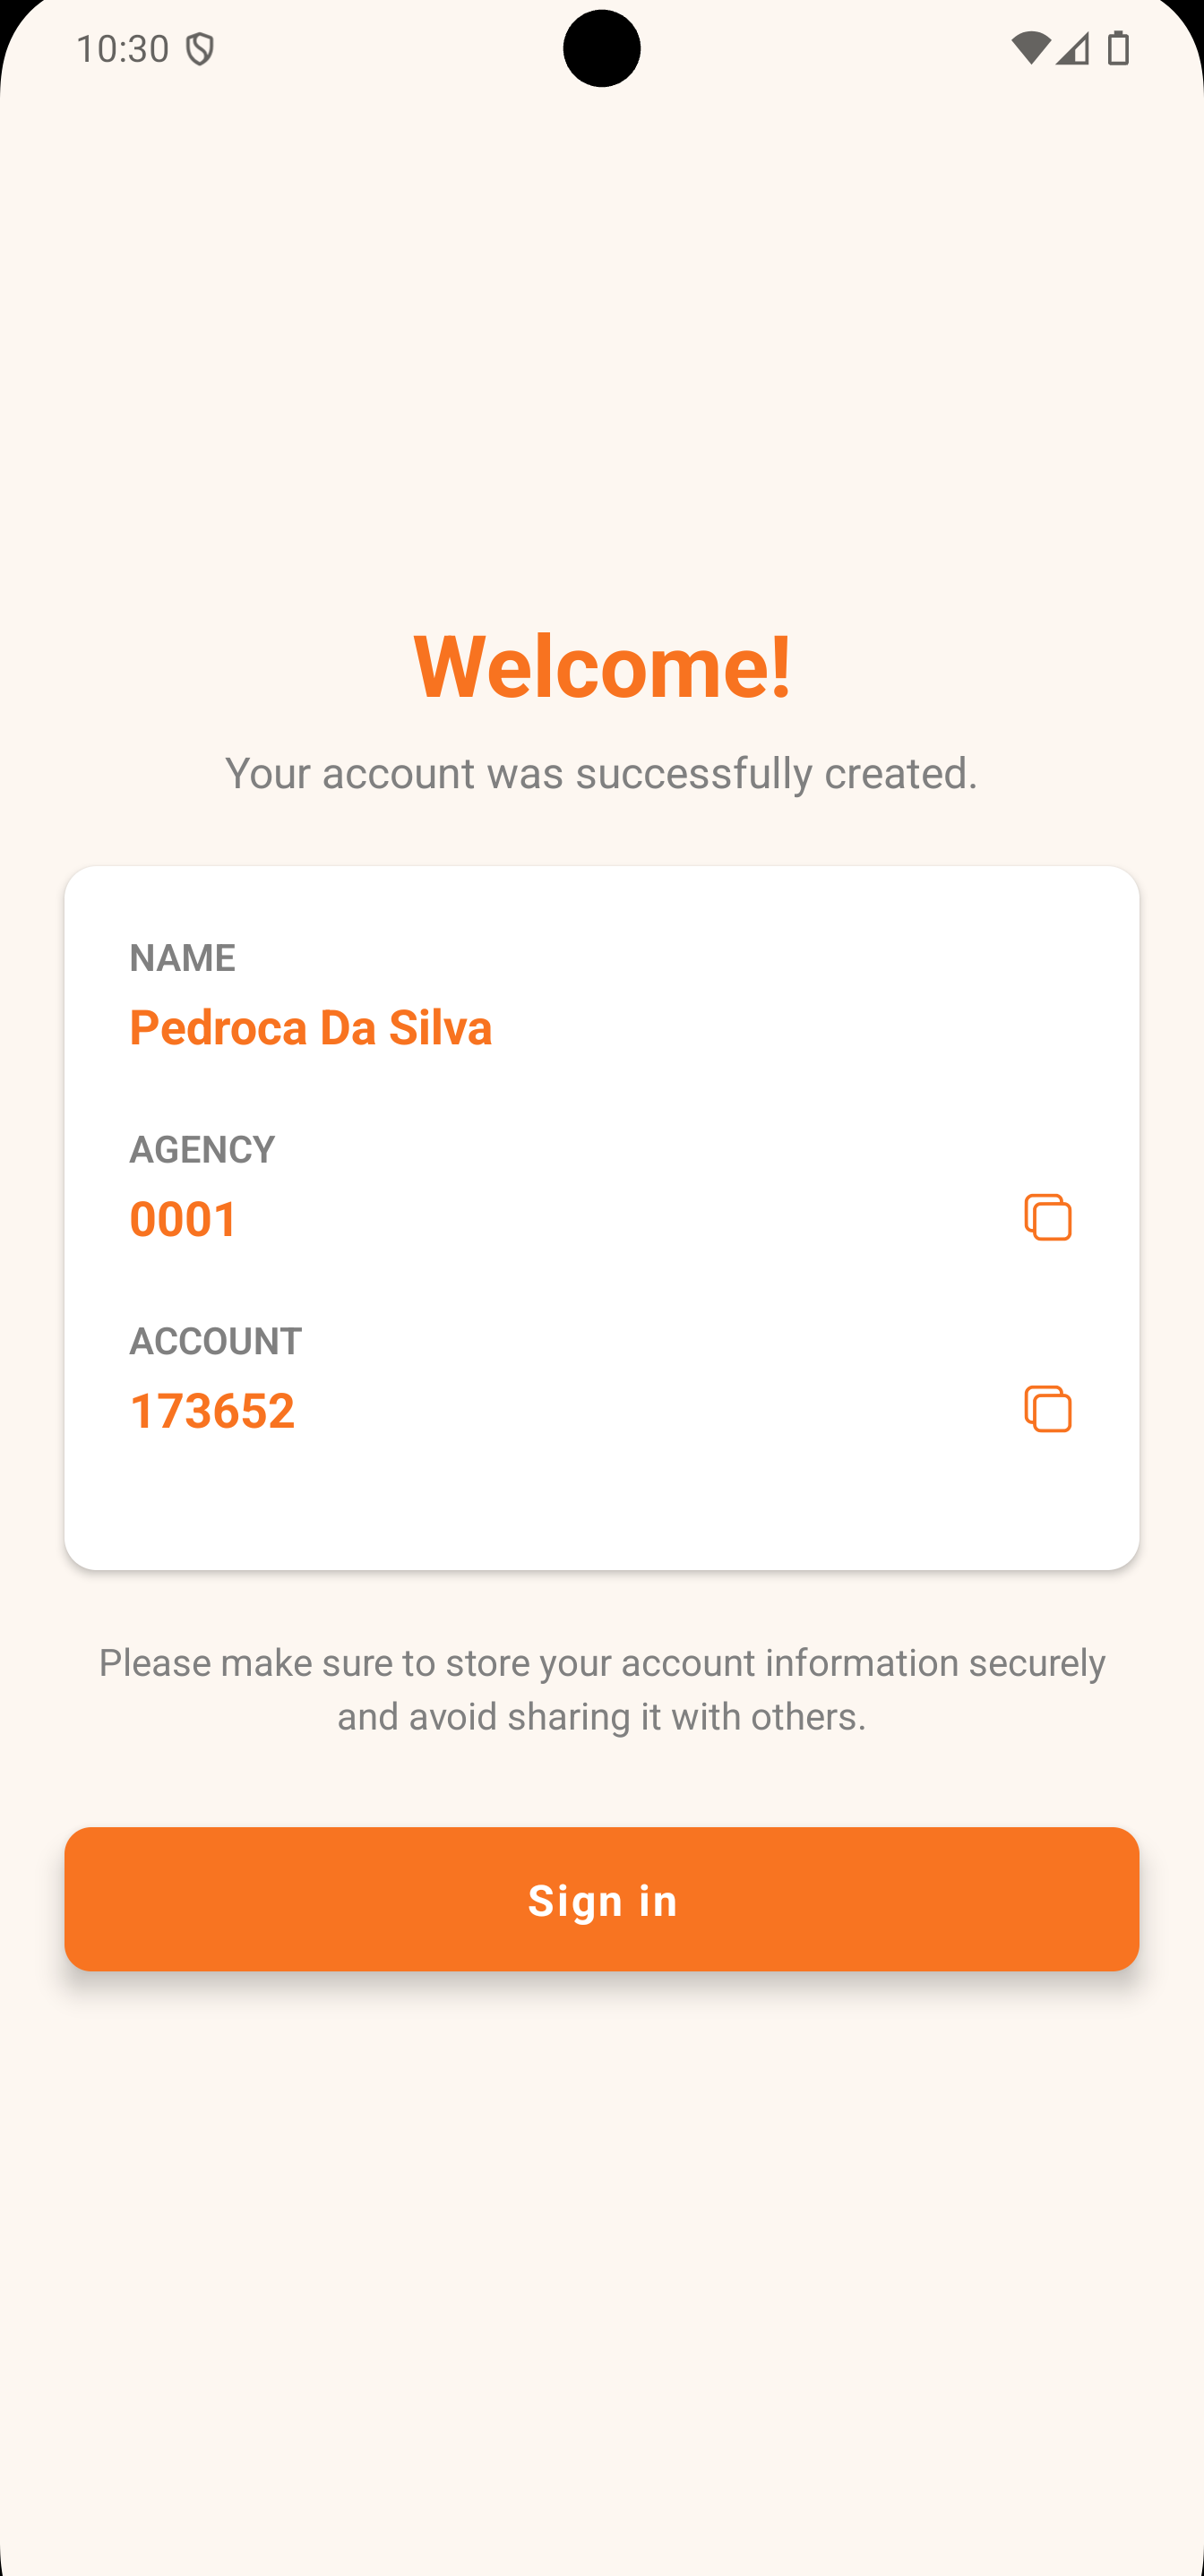 10:30
Welcome!
Your account was successfully created.
NAME
Pedroca Da Silva
AGENCY
0001
ACCOUNT
173652
Please make sure to store your account information securely
and avoid sharing it with others.
Sign in